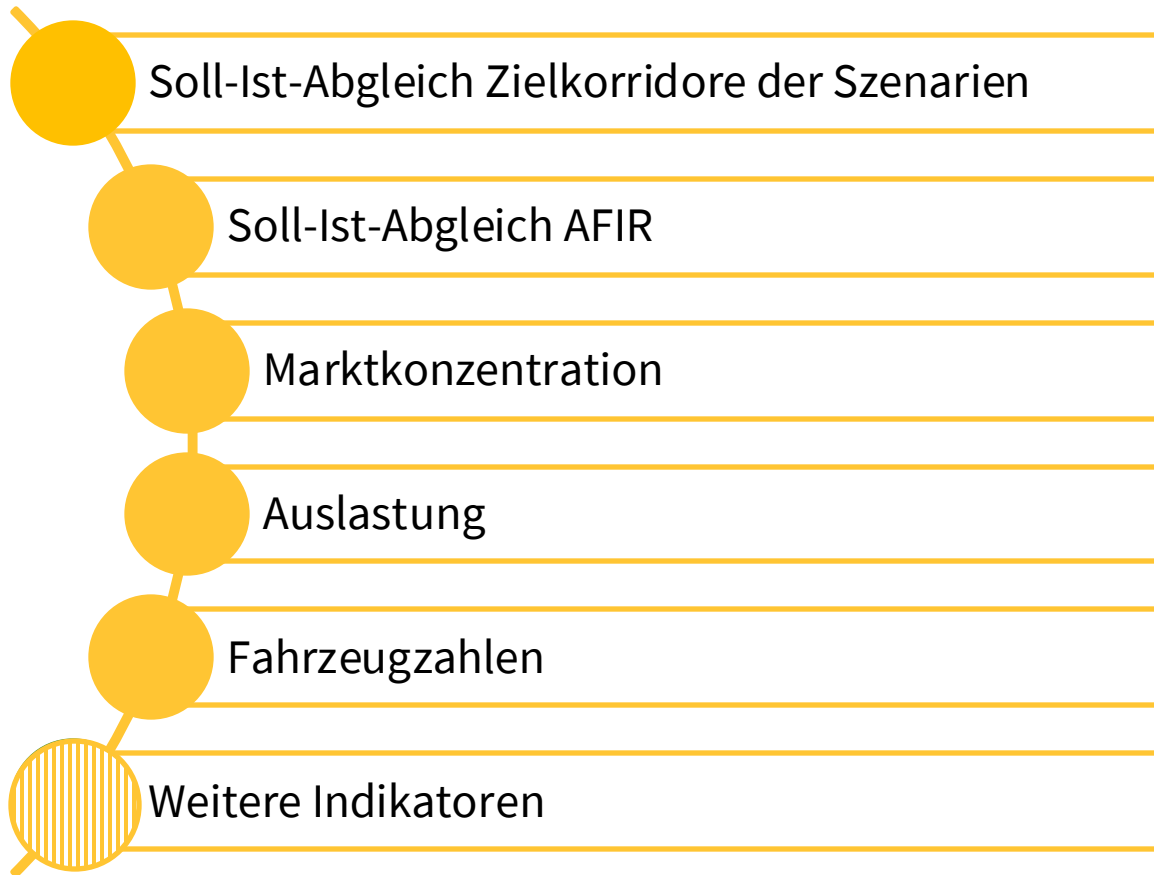 Soll-Ist-Abgleich Zielkorridore der Szenarien
Soll-Ist-Abgleich AFIR
Marktkonzentration
Auslastung
Fahrzeugzahlen
Weitere Indikatoren